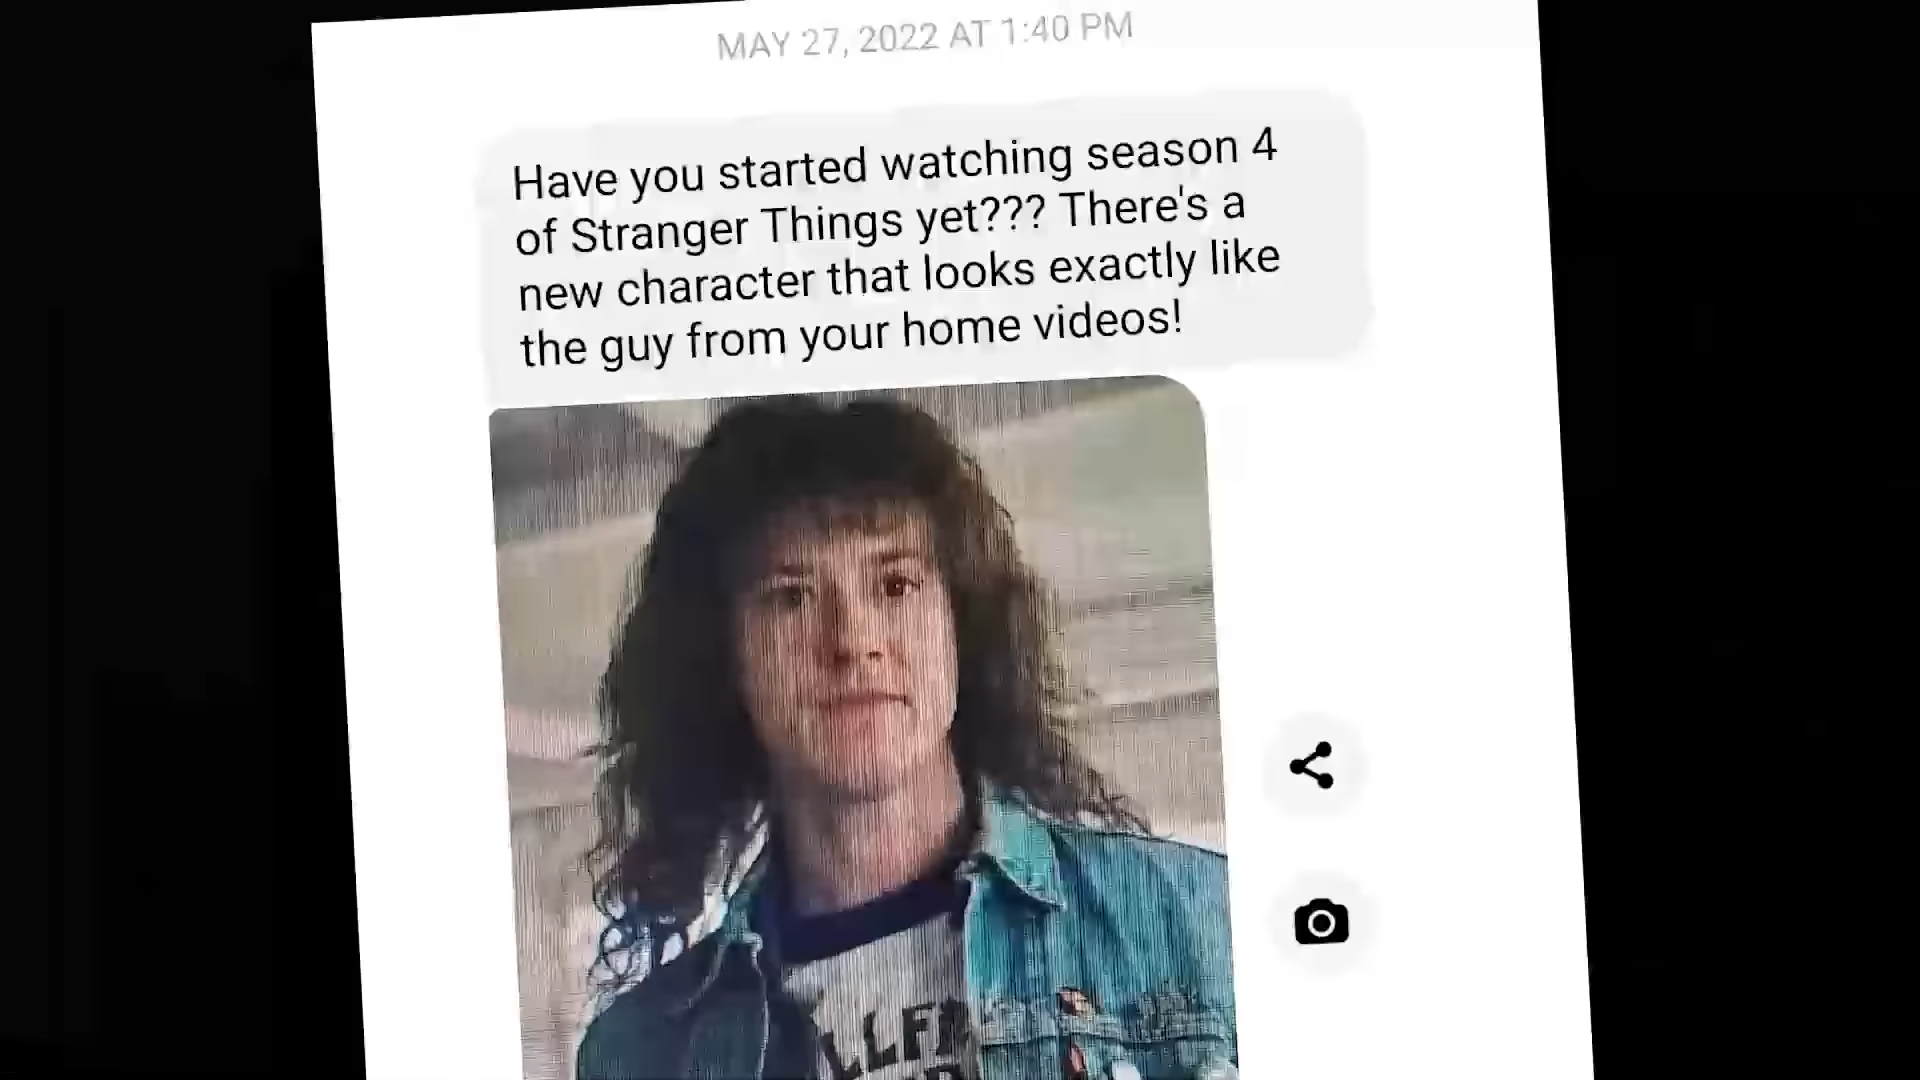 MAY 27, 2022 AT 1:40 PM
Have you started watching season 4
of Stranger Things yet??? There's a
new character that looks exactly like
the guy from your home videos!